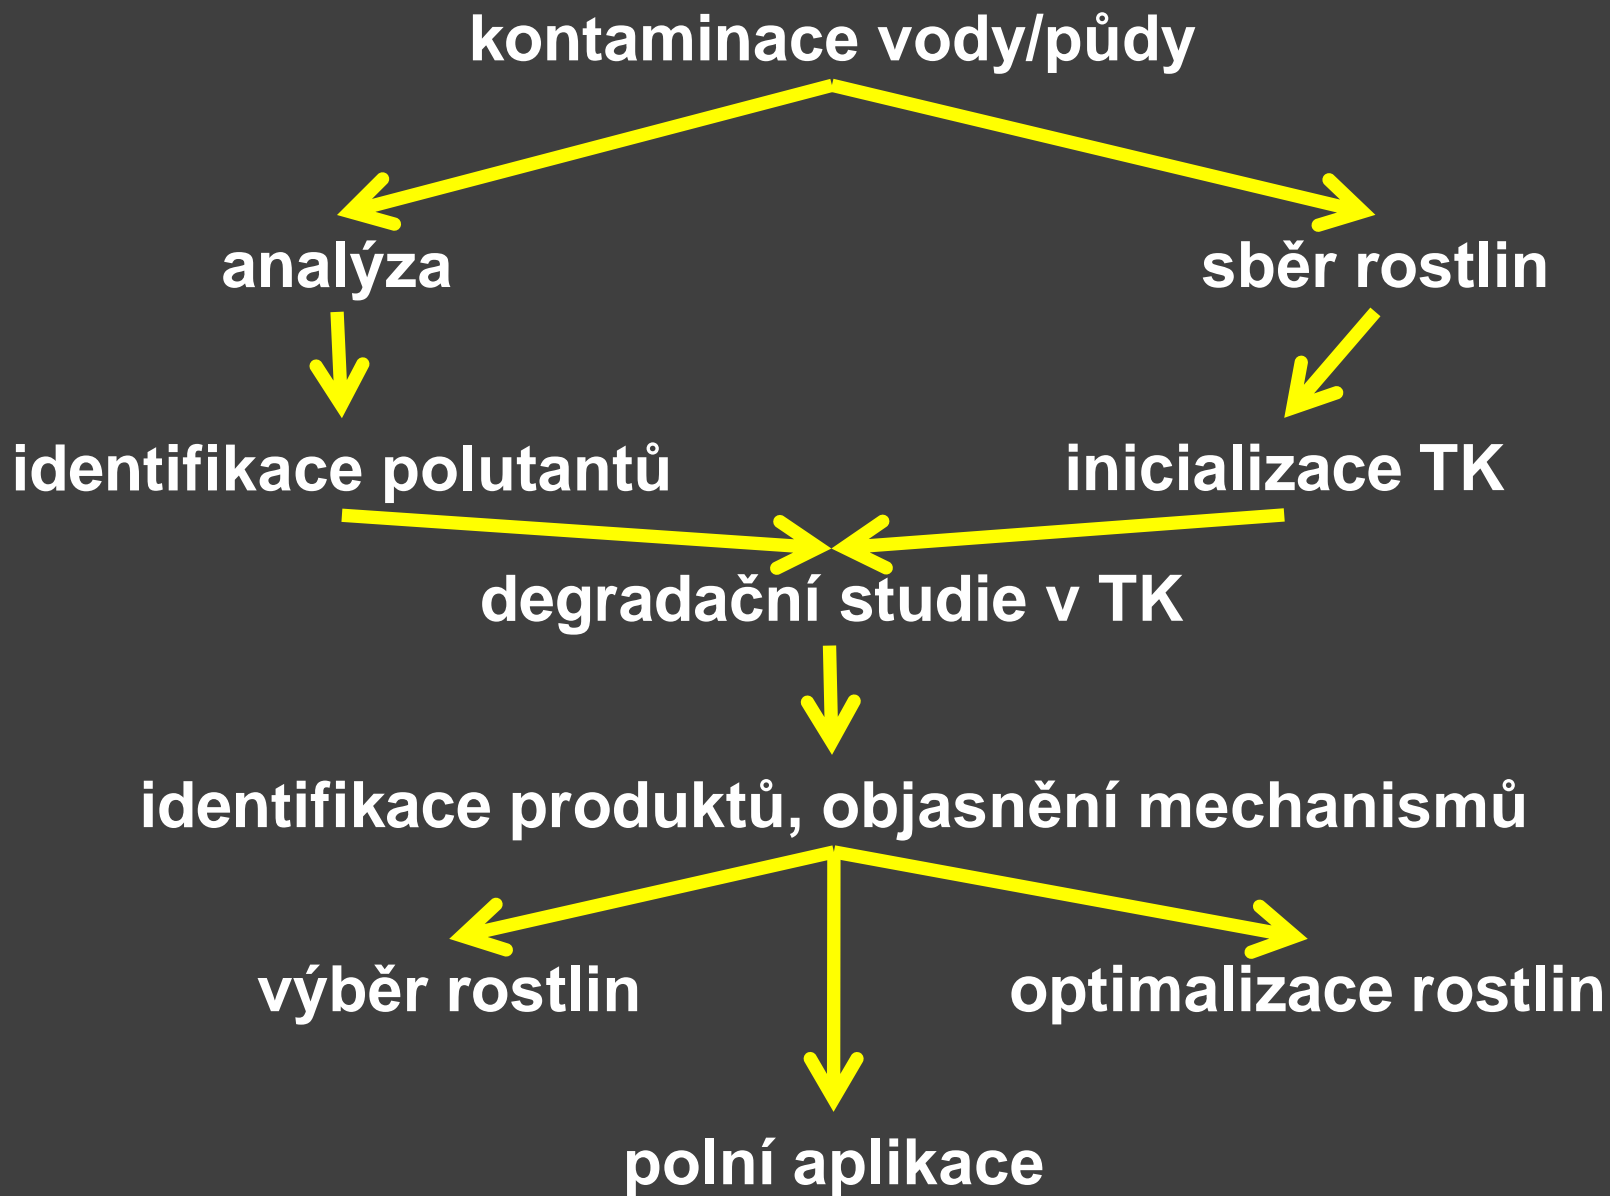 kontaminace vody/půdy
analýza
sběr rostlin
identifikace polutantů
inicializace TK
degradační studie v TK
identifikace produktů, objasnění mechanismů
výběr rostlin
optimalizace rostlin
polní aplikace